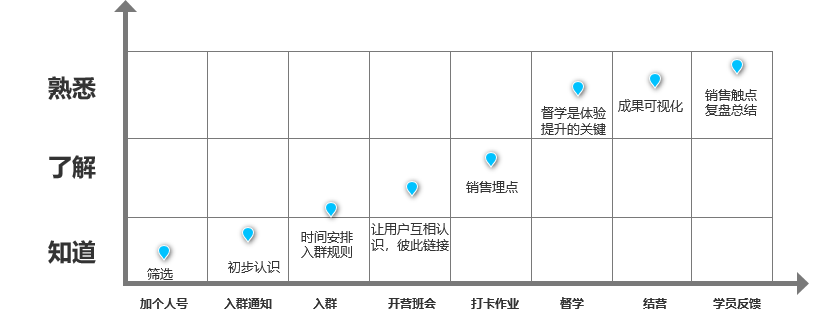 熟悉
督学是体验
提升的关键
成果可视化
销售触点
复盘总结
了解
销售埋点
知道
筛选
初步认识
时间安排
入群规则
让用户互相认
识，彼此链接
加个人号
入群通知
入群
开营班会
打卡作业
督学
结营
学员反馈